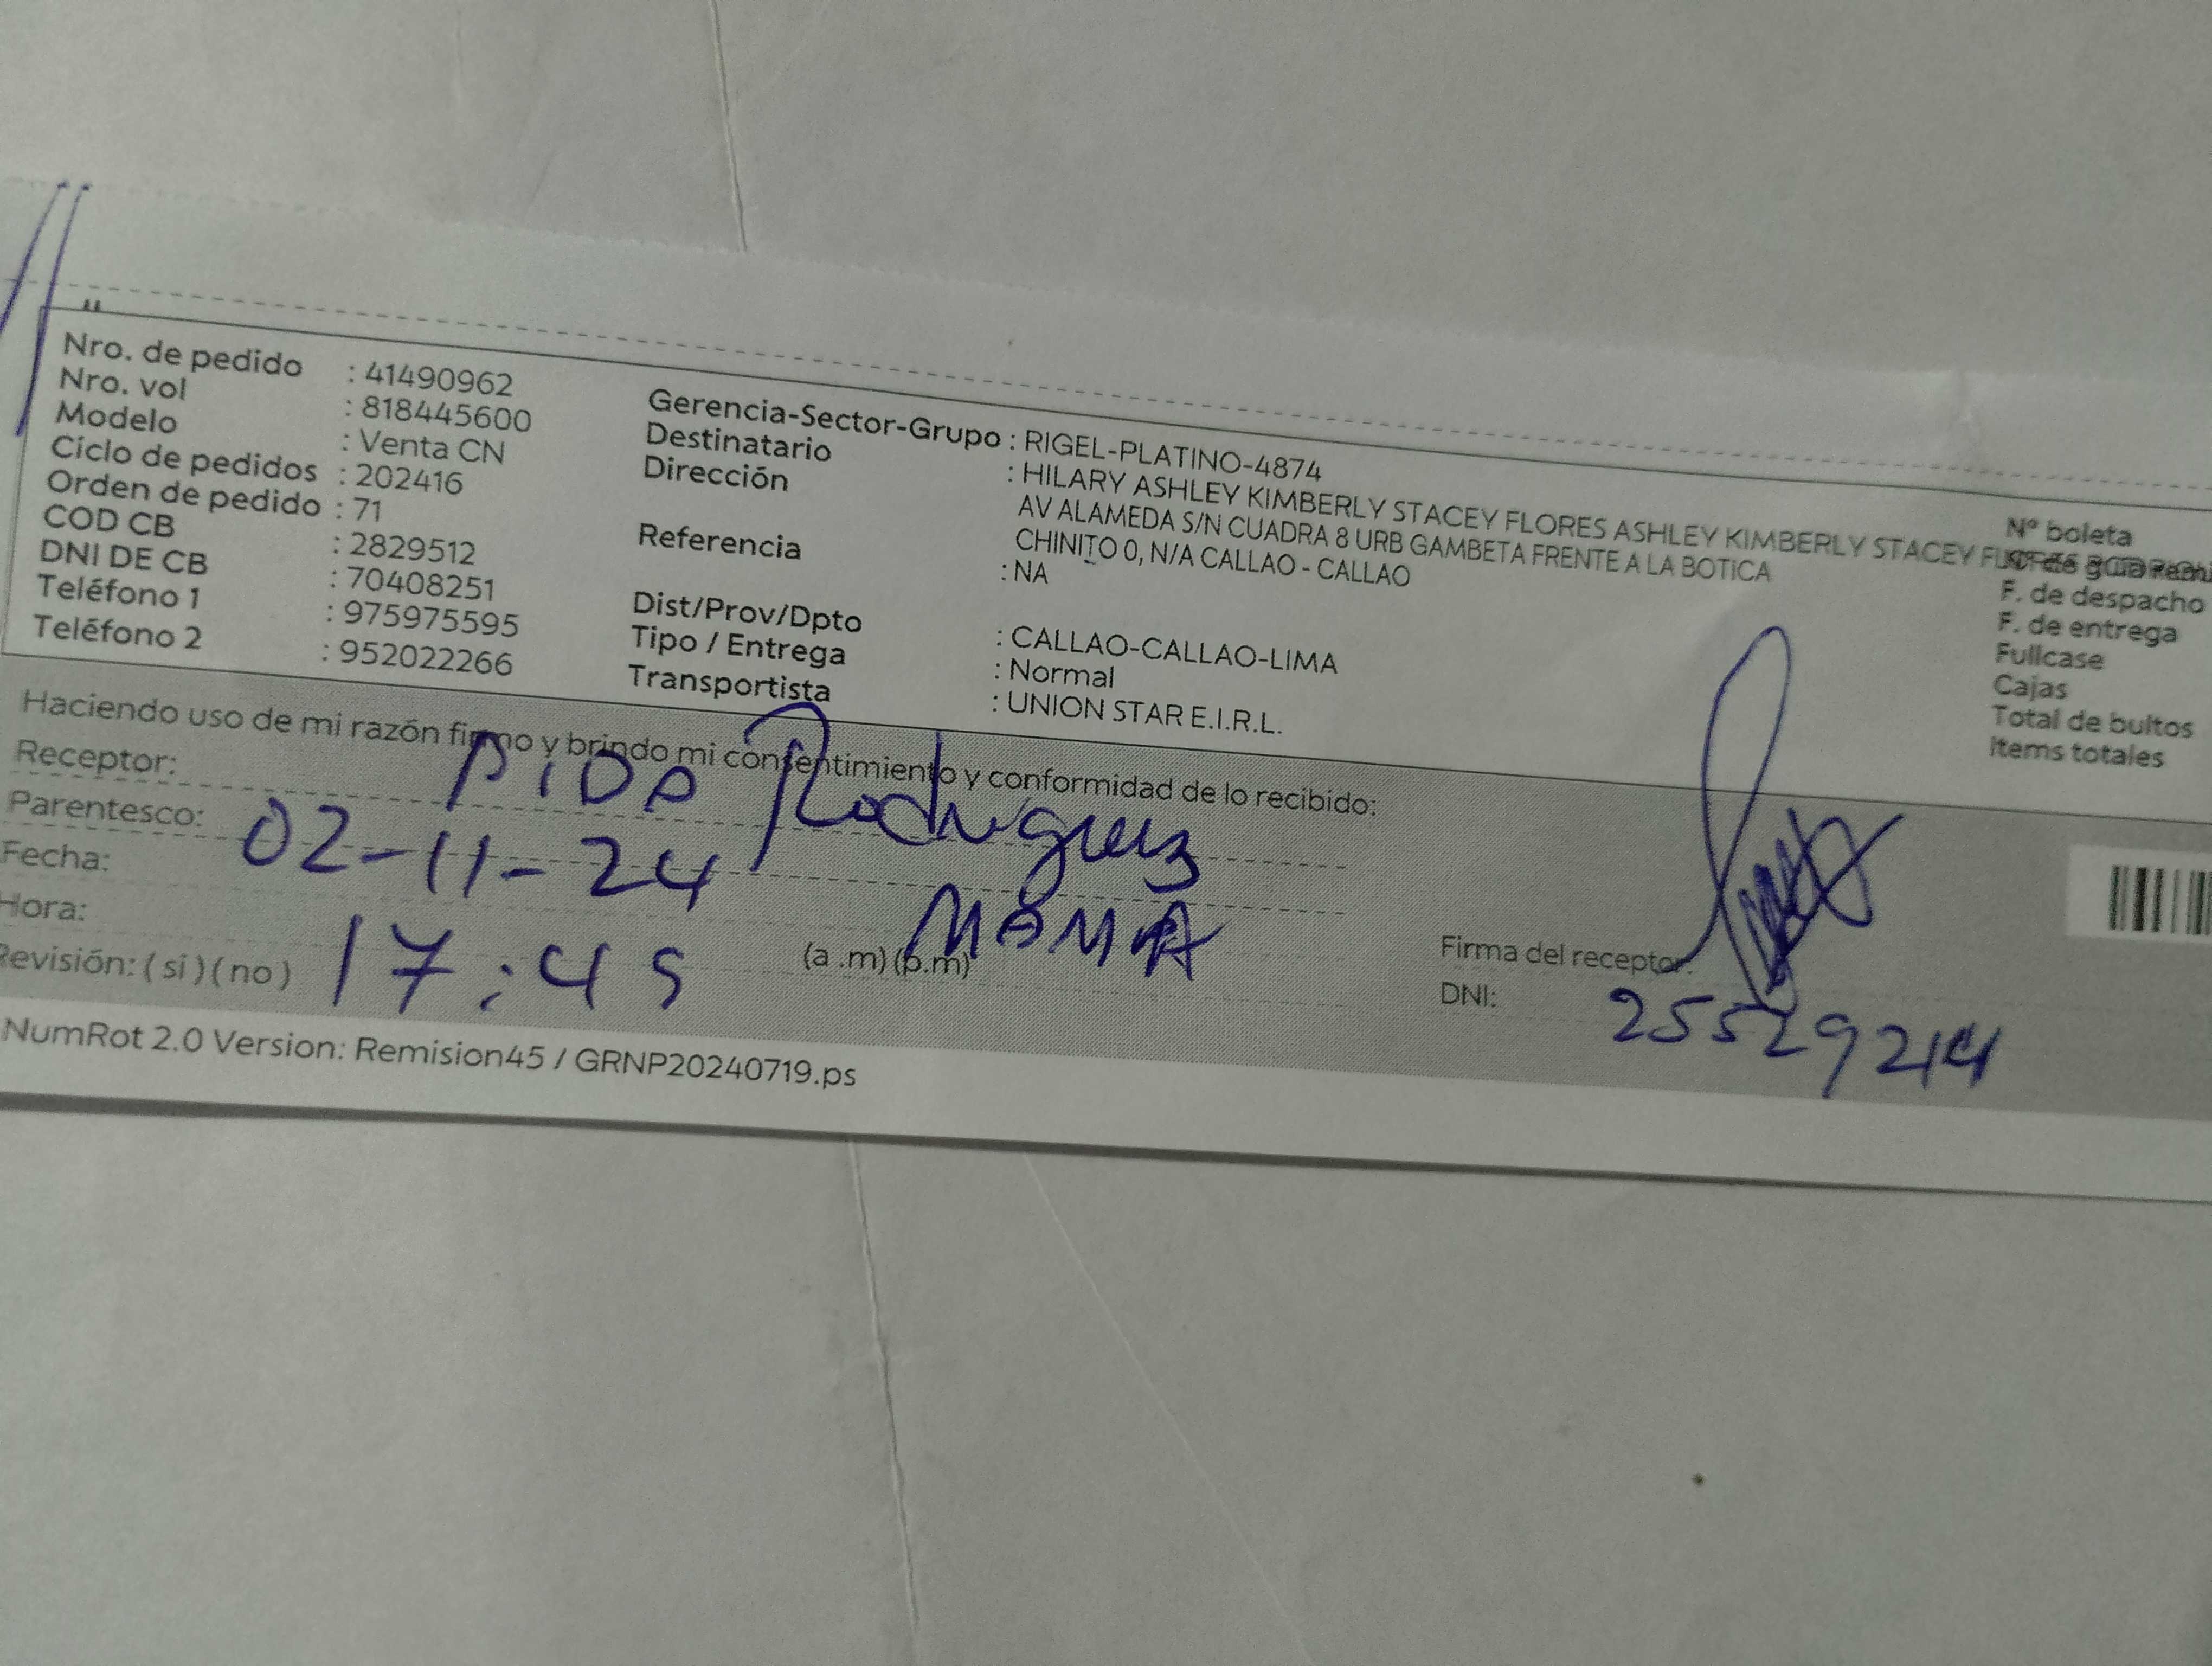 Nro. de pedido : 41490962
Nro. vol : 818445600
Modelo : Venta CN
Ciclo de pedidos : 202416
Orden de pedido : 71
COD CB : 2829512
DNI DE CB : 70408251
Teléfono 1 : 975975595
Teléfono 2 : 952022266
Gerencia-Sector-Grupo : RIGEL-PLATINO-4874
Destinatario : HILARY ASHLEY KIMBERLY STACEY FLORES ASHLEY KIMBERLY STACEY
Dirección AV ALAMEDA S/N CUADRA 8 URB GAMBETA FRENTE A LA BOTICA
CHINITO 0, N/A CALLAO - CALLAO
Referencia : NA
Dist/Prov/Dpto : CALLAO-CALLAO-LIMA
Tipo / Entrega : Normal
Transportista : UNION STAR E.I.R.L.
N° boleta
F. de despacho
F. de entrega
Fullcase
Cajas
Total de bultos
Items totales
Haciendo uso de mi razón firmo y brindo mi consentimiento y conformidad de lo recibido:
Receptor: Rodriguez
Parentesco: MAMA
Fecha: 02-11-24
Hora: 17:45 (a .m) (p.m)
Revisión: ( sí ) ( no )
Firma del receptor:
DNI:
NumRot 2.0 Version: Remision45 / GRNP20240719.ps